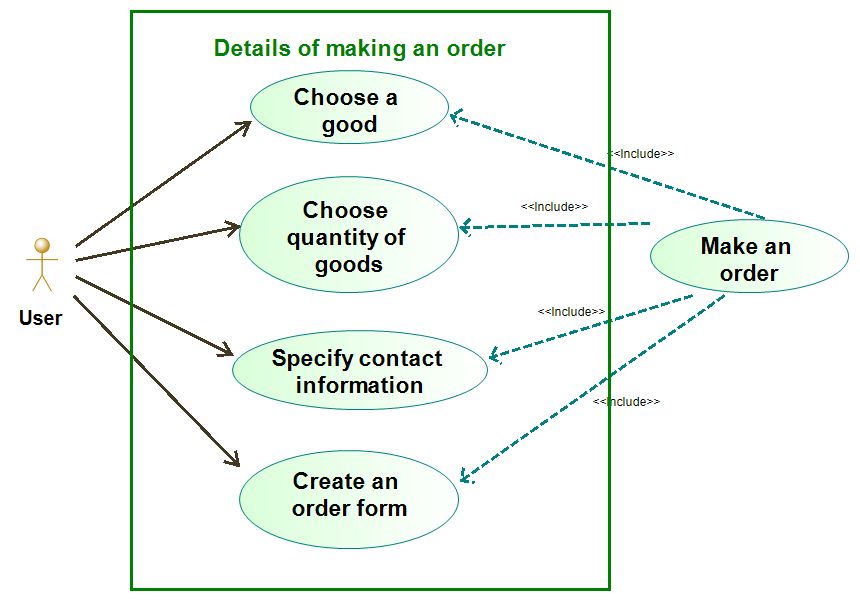 Details of making an order
Choose a
good
<<Include>>
Choose
quantity of
goods
<<Include>>
Make an
order
User
<<Include>>
Specify contact
information
<<Include>>
Create an
order form